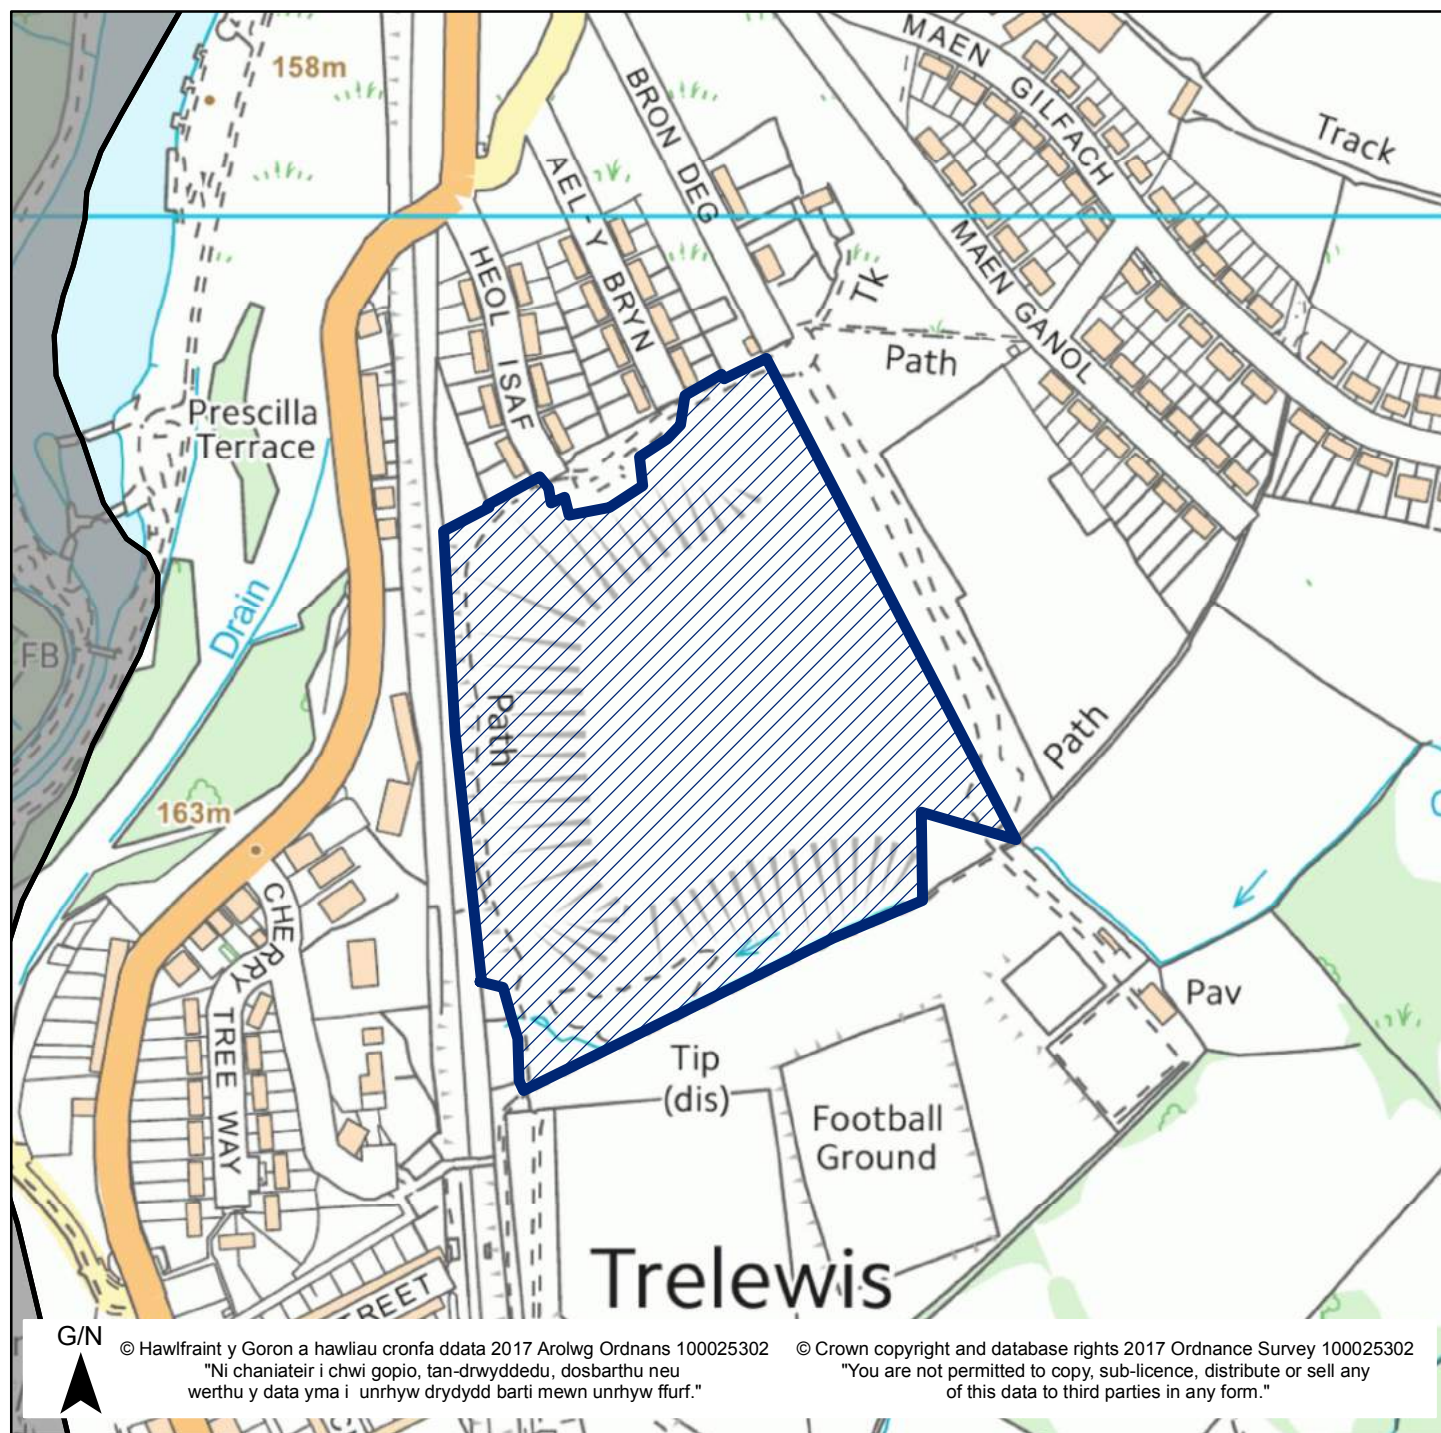 MAEN GILFACH
158m
BRON DEG
Track
AEL-Y BRYN
HEOL ISAF
MAEN GANOL
Tk
Path
Prescilla
Terrace
Drain
FB
Path
Path
163m
CHERRY TREE WAY
Pav
Tip
(dis)
Football
Ground
Trelewis
TREET
G/N
© Hawlfraint y Goron a hawliau cronfa ddata 2017 Arolwg Ordnans 100025302
"Ni chaniateir i chwi gopio, tan-drwyddedu, dosbarthu neu
werthu y data yma i unrhyw drydydd barti mewn unrhyw ffurf."
© Crown copyright and database rights 2017 Ordnance Survey 100025302
"You are not permitted to copy, sub-licence, distribute or sell any
of this data to third parties in any form."